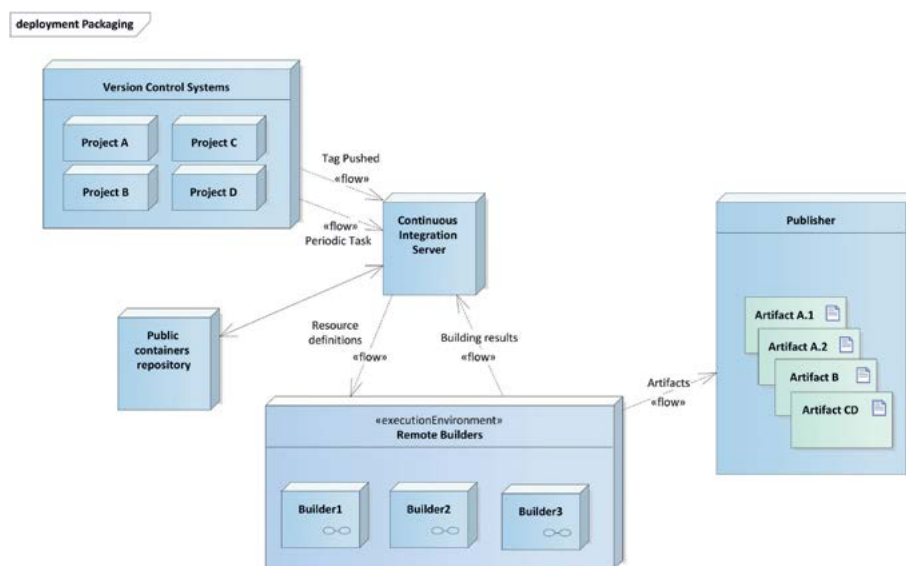 deployment Packaging
Version Control Systems
Project A
Project C
Project B
Project D
Tag Pushed
«flow»
«flow»
Periodic Task
Continuous
Integration
Server
Publisher
Public
containers
repository
Resource
definitions
«flow»
Building results
«flow»
Artifacts
«flow»
Artifact A.1
Artifact A.2
Artifact B
Artifact CD
«executionEnvironment»
Remote Builders
Builder1
Builder2
Builder3